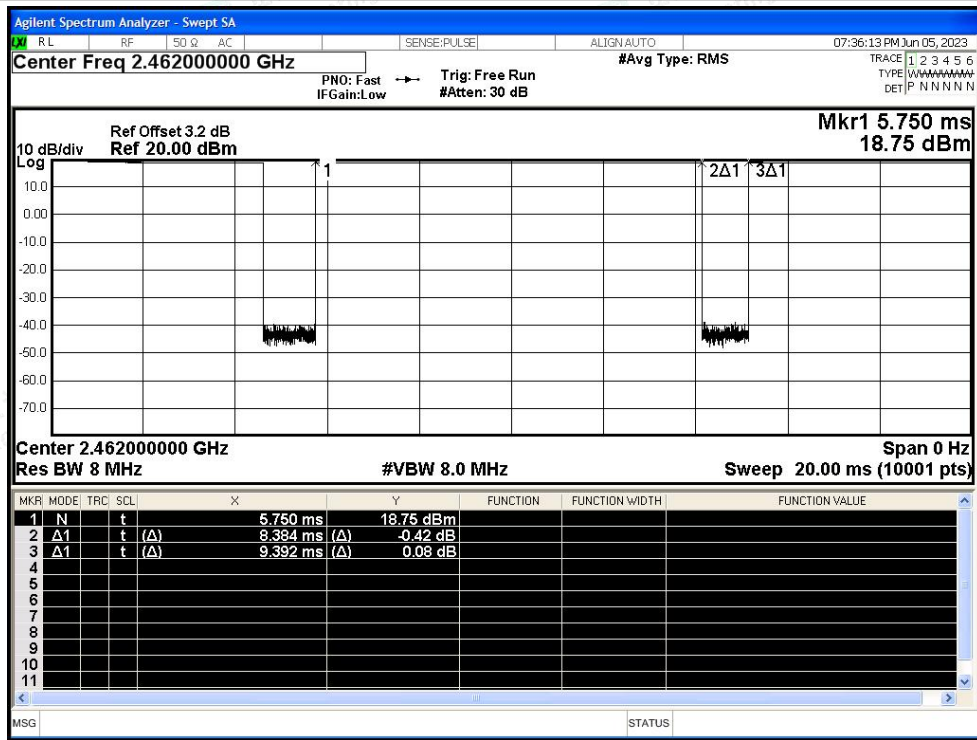 Agilent Spectrum Analyzer - Swept SA
LXI RL RF 50 Ω AC SENSE:PULSE ALIGN AUTO 07:36:13 PM Jun 05, 2023
Center Freq 2.462000000 GHz #Avg Type: RMS TRACE 1 2 3 4 5 6
PNO: Fast Trig: Free Run TYPE WWWWWW
IFGain:Low #Atten: 30 dB DET P N N N N N
Mkr1 5.750 ms
Ref Offset 3.2 dB
10 dB/div Ref 20.00 dBm 18.75 dBm
Log
1 2Δ1 3Δ1
10.0
0.00
-10.0
-20.0
-30.0
-40.0
-50.0
-60.0
-70.0
Center 2.462000000 GHz Span 0 Hz
Res BW 8 MHz #VBW 8.0 MHz Sweep 20.00 ms (10001 pts)
MKR MODE TRC SCL X Y FUNCTION FUNCTION WIDTH FUNCTION VALUE
1 N t 5.750 ms 18.75 dBm
2 Δ1 t (Δ) 8.384 ms (Δ) -0.42 dB
3 Δ1 t (Δ) 9.392 ms (Δ) 0.08 dB
4
5
6
7
8
9
10
11
MSG STATUS